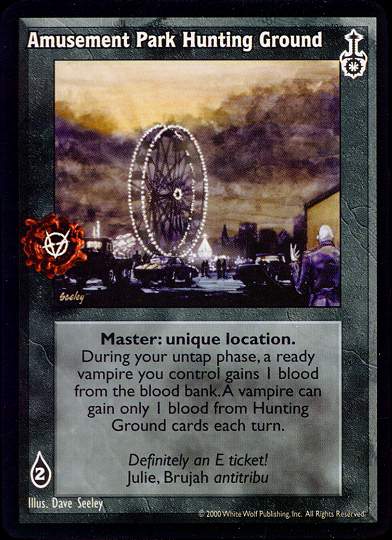 Amusement Park Hunting Ground
Seeley
Master: unique location.
During your untap phase, a ready
vampire you control gains 1 blood
from the blood bank.A vampire can
gain only 1 blood from Hunting
Ground cards each turn.
Definitely an E ticket!
Julie, Brujah antitribu
2
Illus. Dave Seeley
© 2000 White Wolf Publishing, Inc. All Rights Reserved.